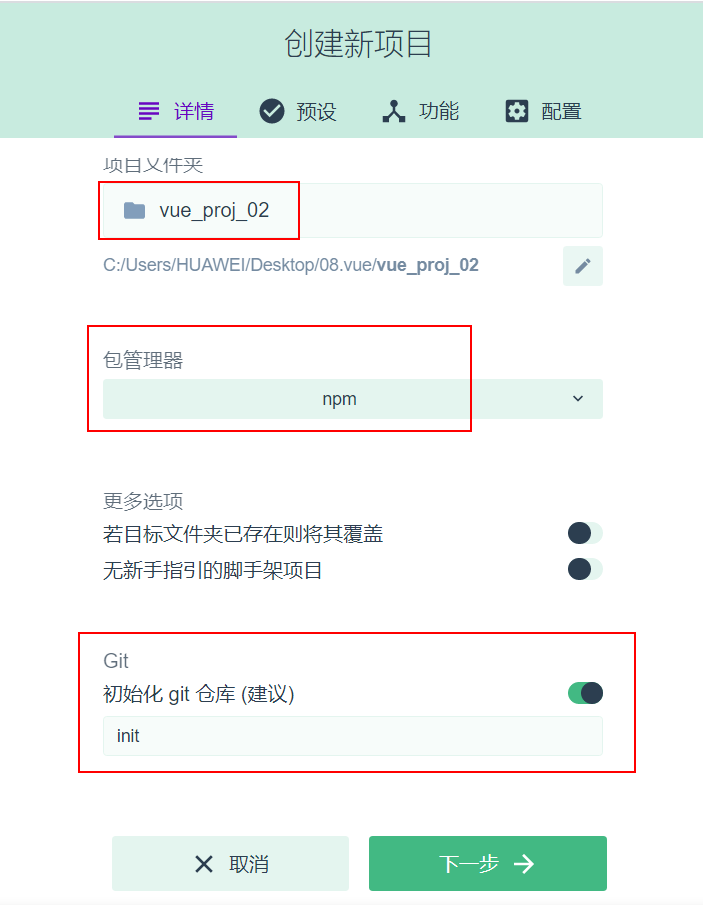 创建新项目
详情 预设 功能 配置
项目文件夹
vue_proj_02
C:/Users/HUAWEI/Desktop/08.vue/vue_proj_02
包管理器
npm
更多选项
若目标文件夹已存在则将其覆盖
无新手指引的脚手架项目
Git
初始化 git 仓库 (建议)
init
取消 下一步